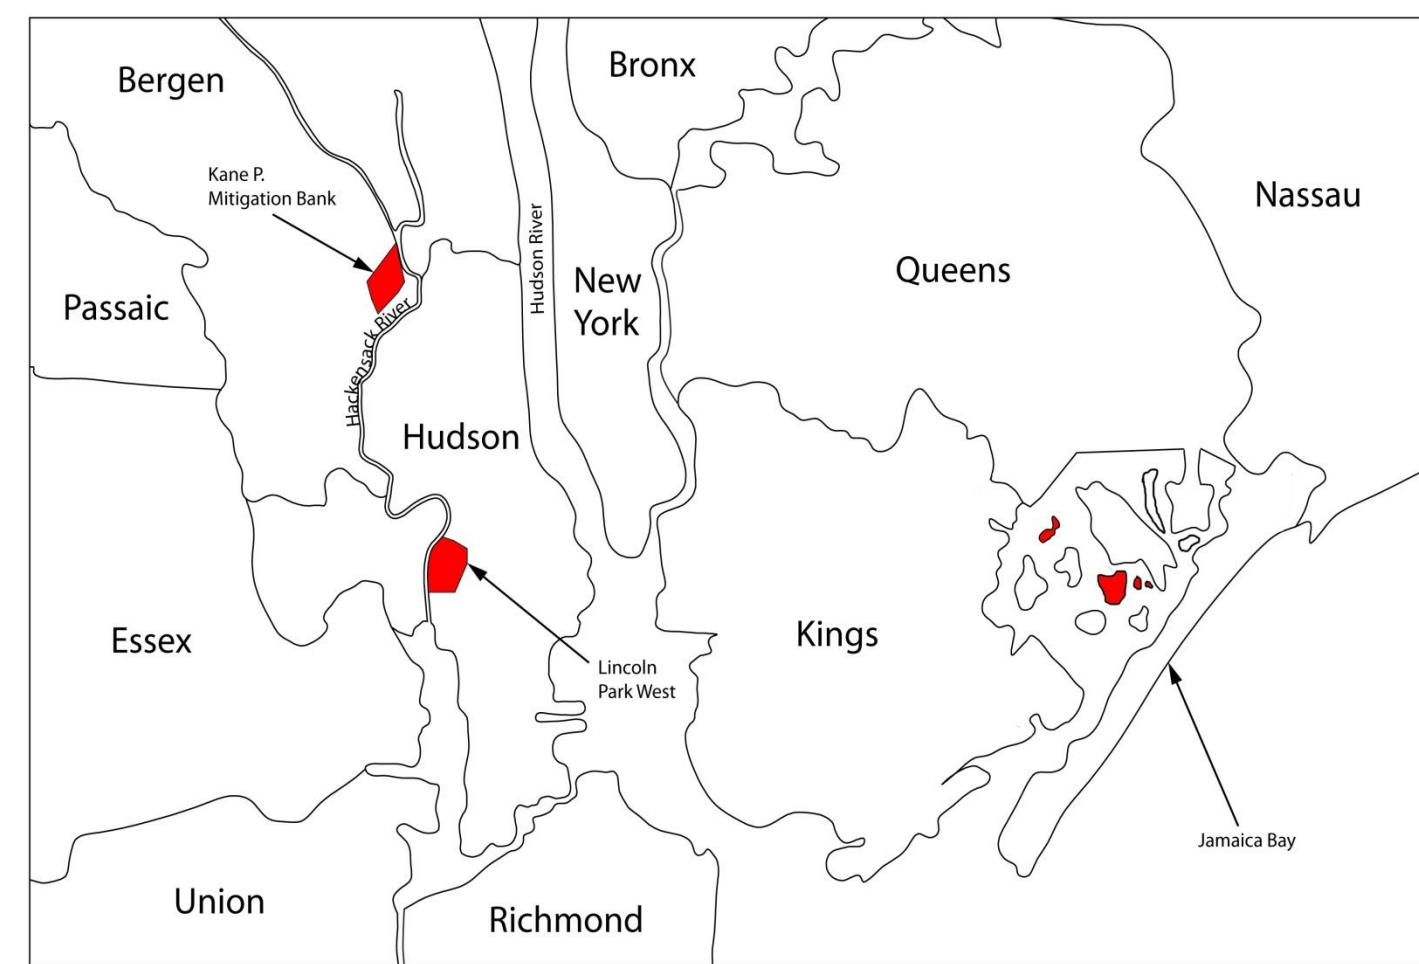 Bergen
Bronx
Kane P.
Mitigation Bank
Nassau
Hudson River
Queens
New
York
Passaic
Hackensack River
Hudson
Essex
Kings
Lincoln
Park West
Jamaica Bay
Union
Richmond